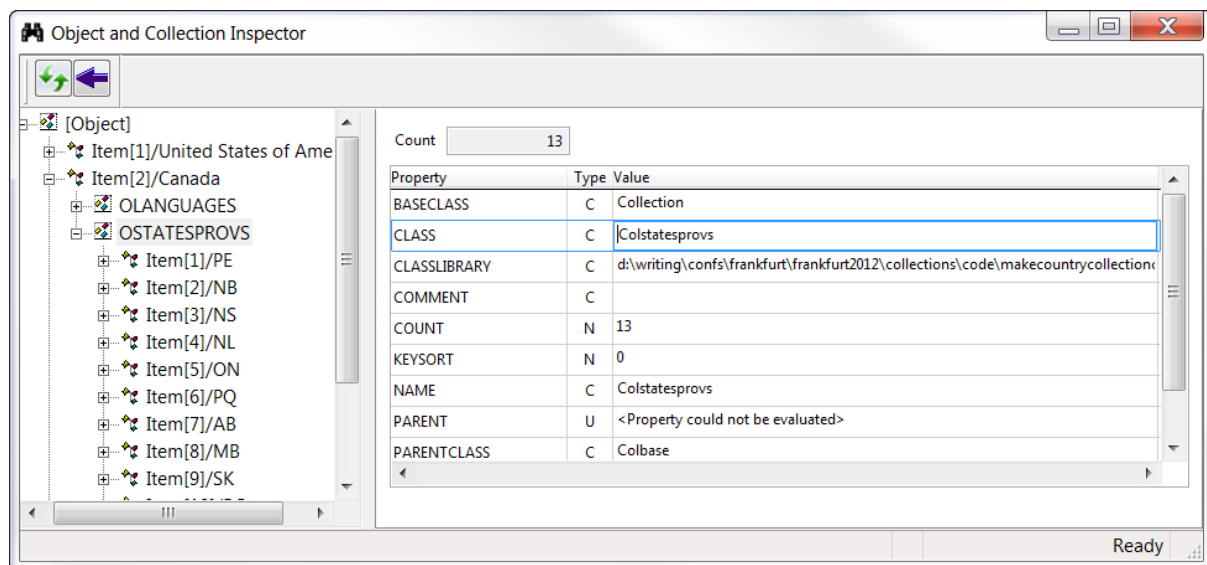 Object and Collection Inspector
[Object]
Item[1]/United States of Ame
Item[2]/Canada
OLANGUAGES
OSTATESPROVS
Item[1]/PE
Item[2]/NB
Item[3]/NS
Item[4]/NL
Item[5]/ON
Item[6]/PQ
Item[7]/AB
Item[8]/MB
Item[9]/SK
Count 13
Property Type Value
BASECLASS C Collection
CLASS C Colstatesprovs
CLASSLIBRARY C d:\writing\confs\frankfurt\frankfurt2012\collections\code\makecountrycollection
COMMENT C
COUNT N 13
KEYSORT N 0
NAME C Colstatesprovs
PARENT U <Property could not be evaluated>
PARENTCLASS C Colbase
Ready